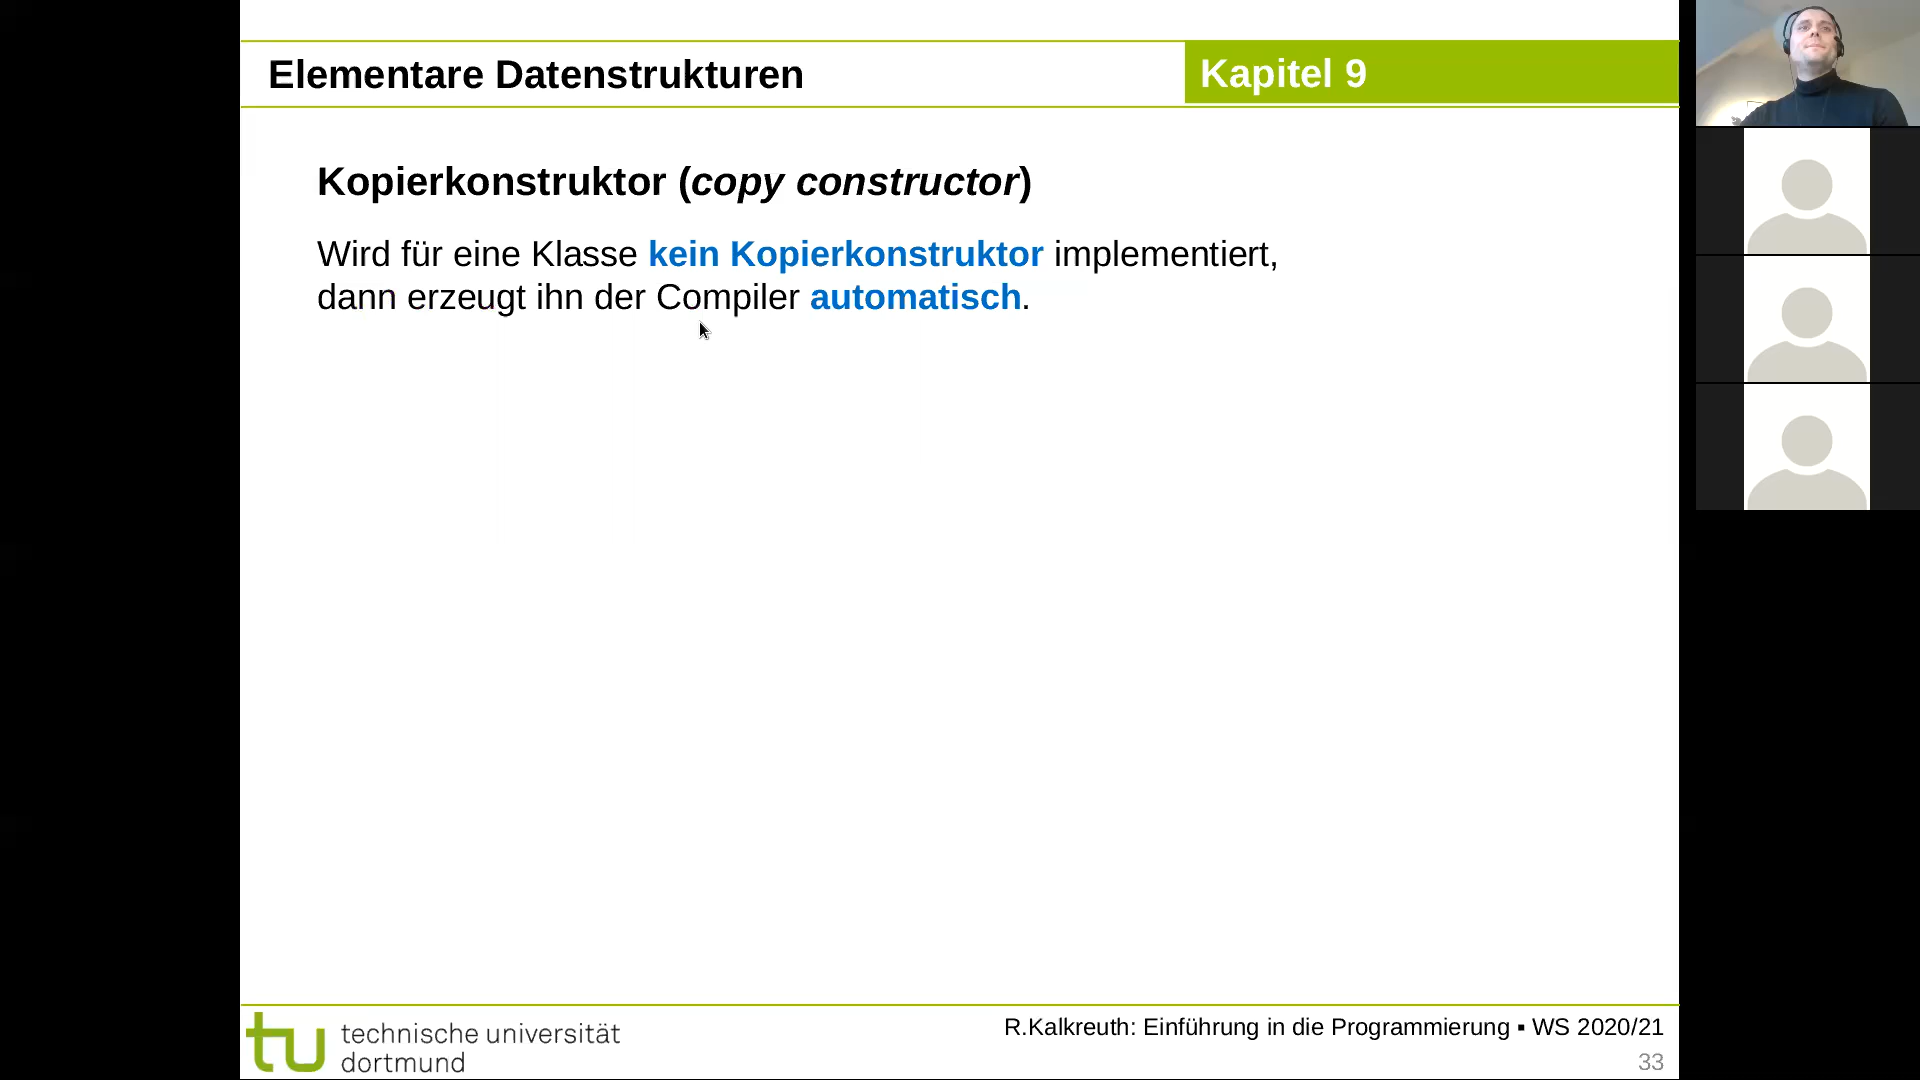 Elementare Datenstrukturen
Kapitel 9
Kopierkonstruktor (copy constructor)
Wird für eine Klasse kein Kopierkonstruktor implementiert,
dann erzeugt ihn der Compiler automatisch.
tu technische universität
dortmund
R.Kalkreuth: Einführung in die Programmierung ▪ WS 2020/21
33